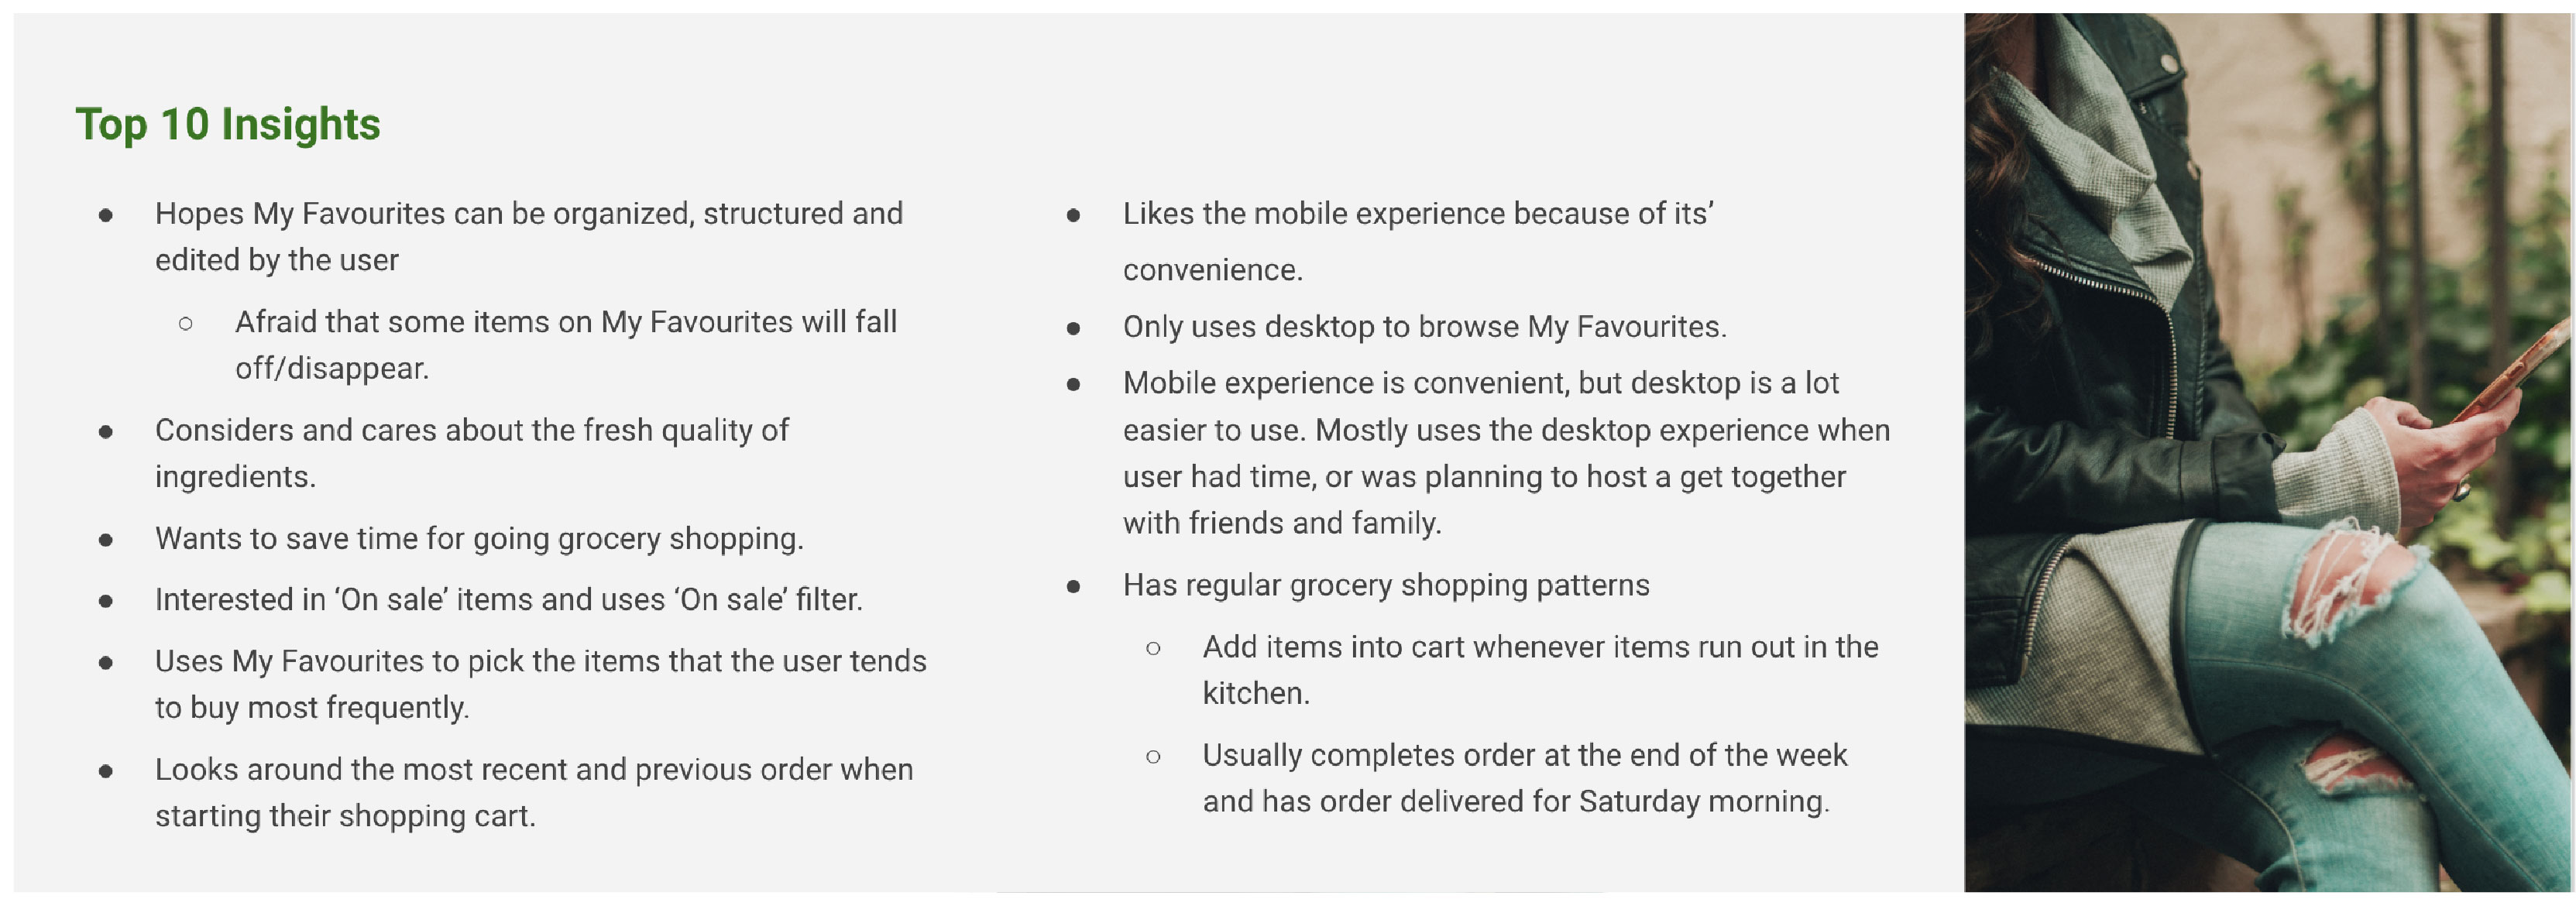 Top 10 Insights
● Hopes My Favourites can be organized, structured and
edited by the user
○ Afraid that some items on My Favourites will fall
off/disappear.
● Considers and cares about the fresh quality of
ingredients.
● Wants to save time for going grocery shopping.
● Interested in ‘On sale’ items and uses ‘On sale’ filter.
● Uses My Favourites to pick the items that the user tends
to buy most frequently.
● Looks around the most recent and previous order when
starting their shopping cart.
● Likes the mobile experience because of its’
convenience.
● Only uses desktop to browse My Favourites.
● Mobile experience is convenient, but desktop is a lot
easier to use. Mostly uses the desktop experience when
user had time, or was planning to host a get together
with friends and family.
● Has regular grocery shopping patterns
○ Add items into cart whenever items run out in the
kitchen.
○ Usually completes order at the end of the week
and has order delivered for Saturday morning.